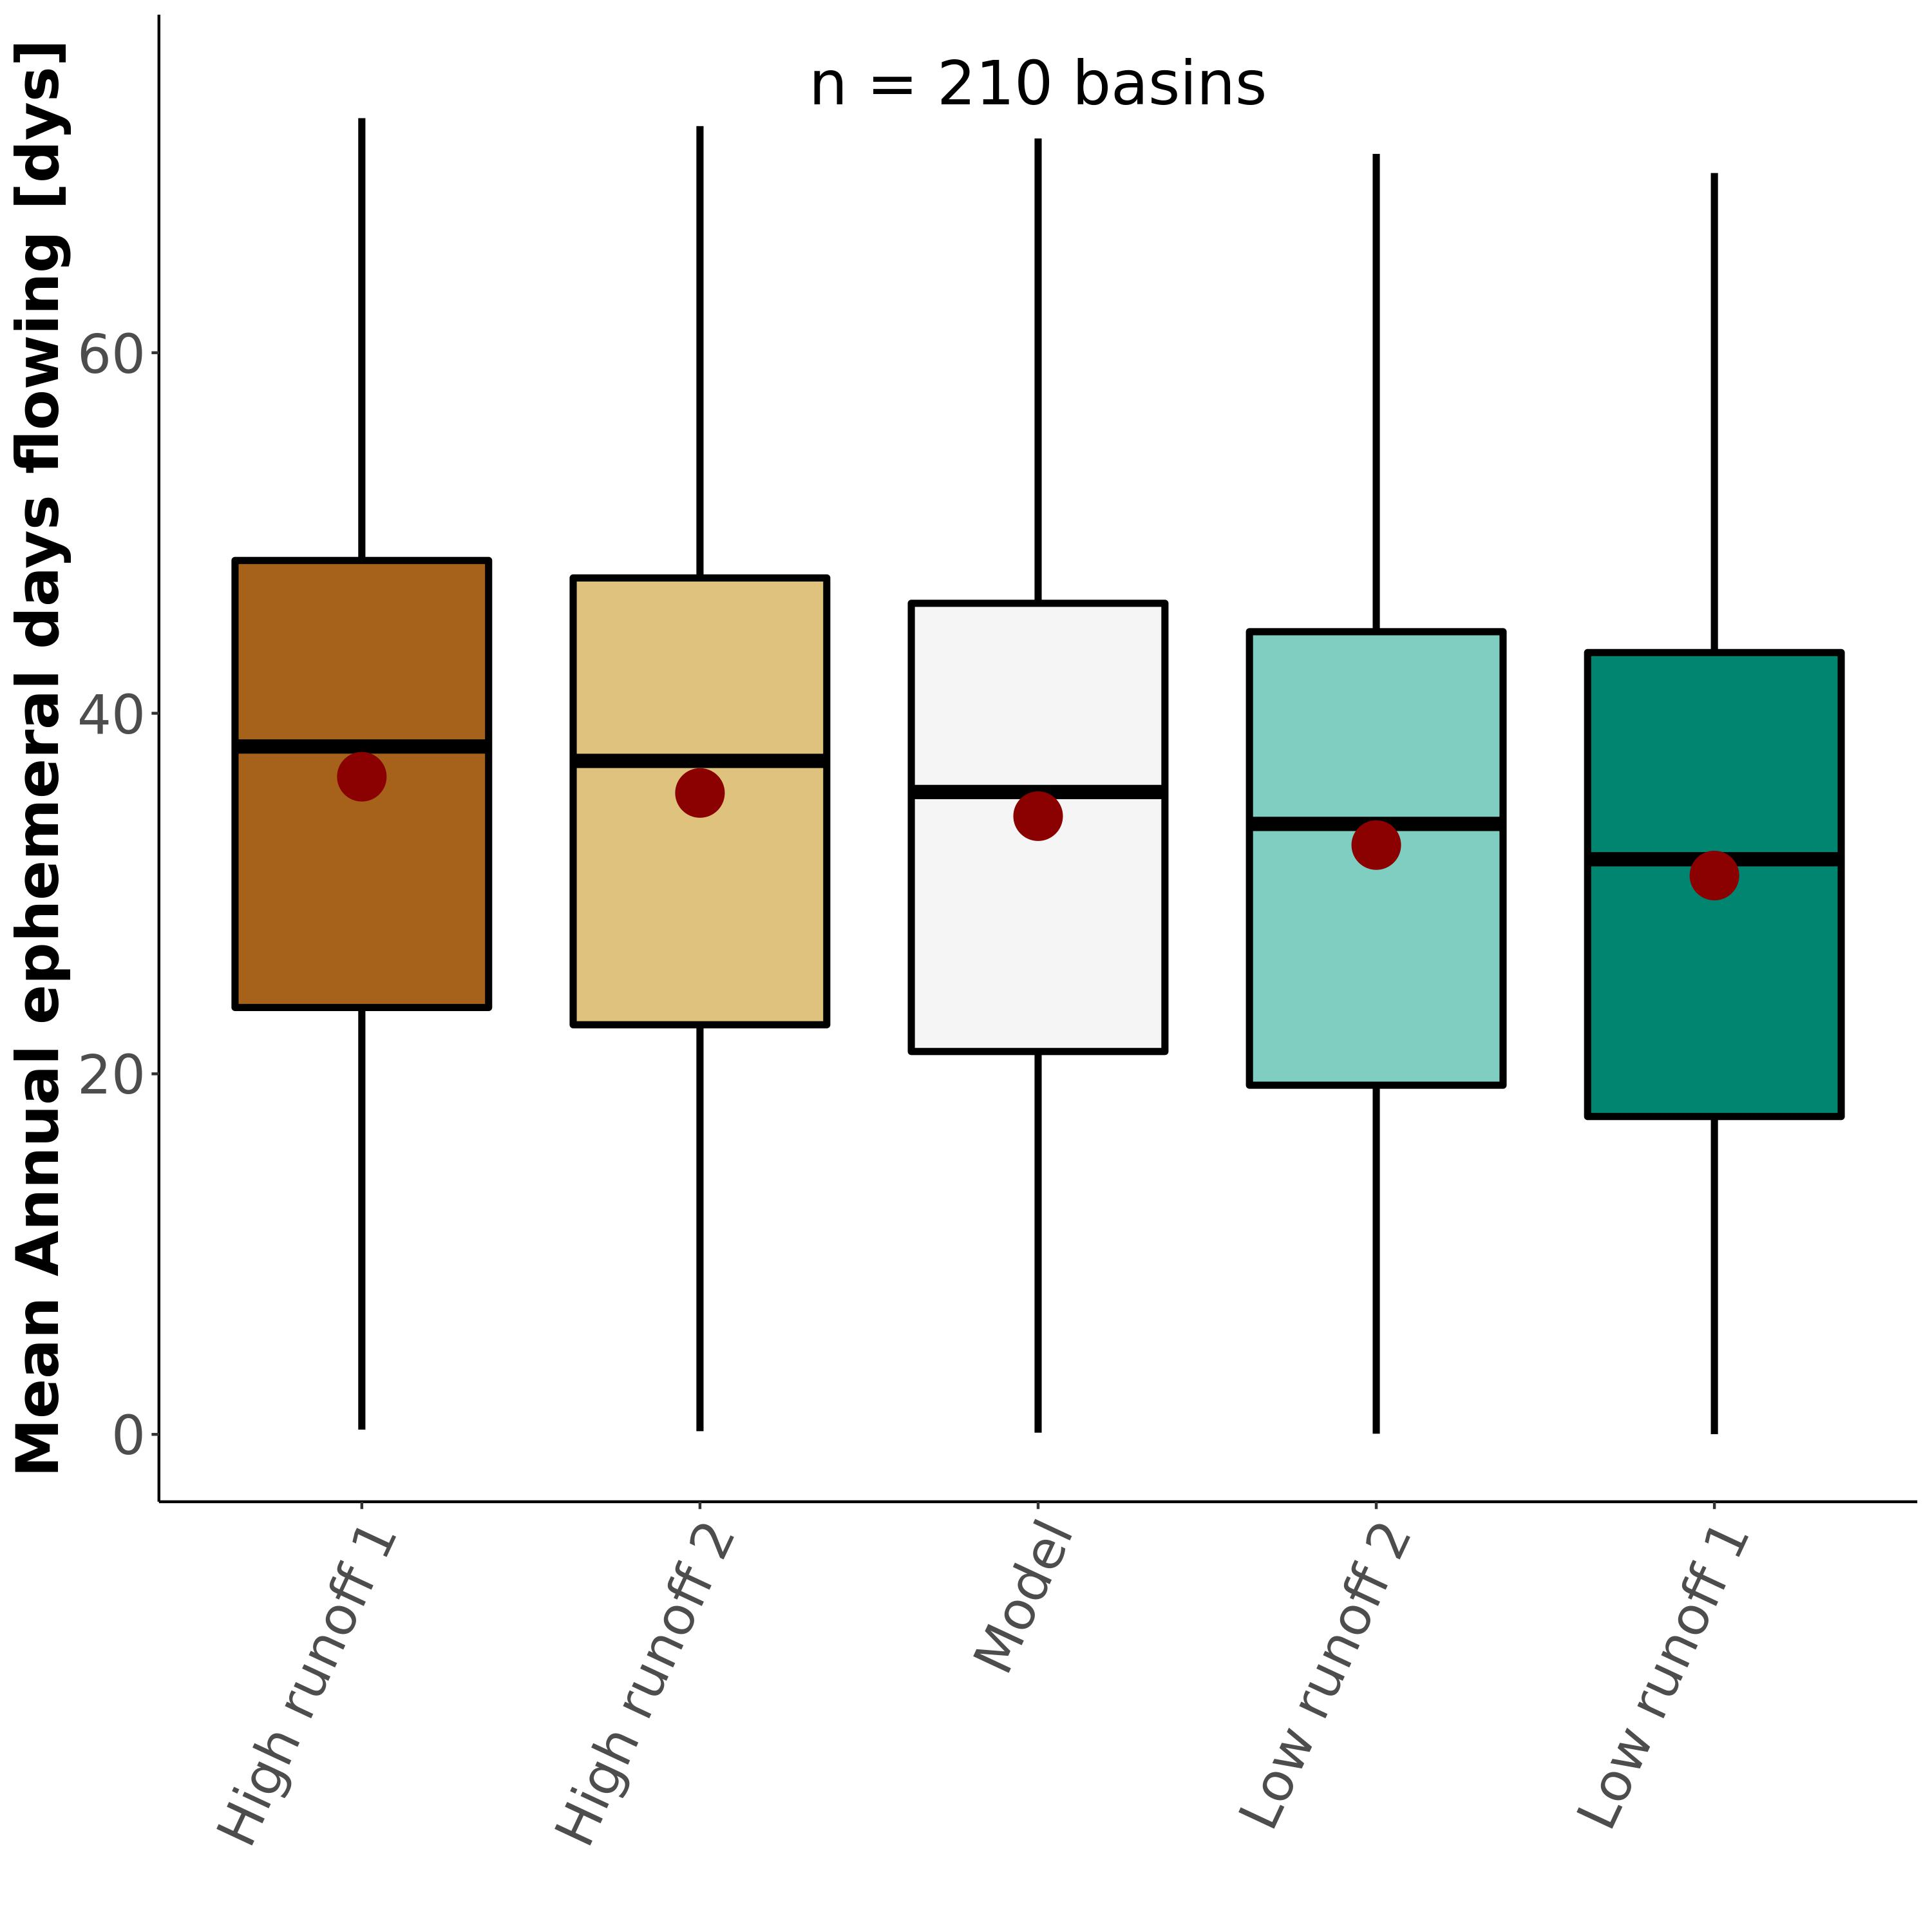 Mean Annual ephemeral days flowing [dys]
n = 210 basins
60
40
20
0
High runoff 1
High runoff 2
Model
Low runoff 2
Low runoff 1